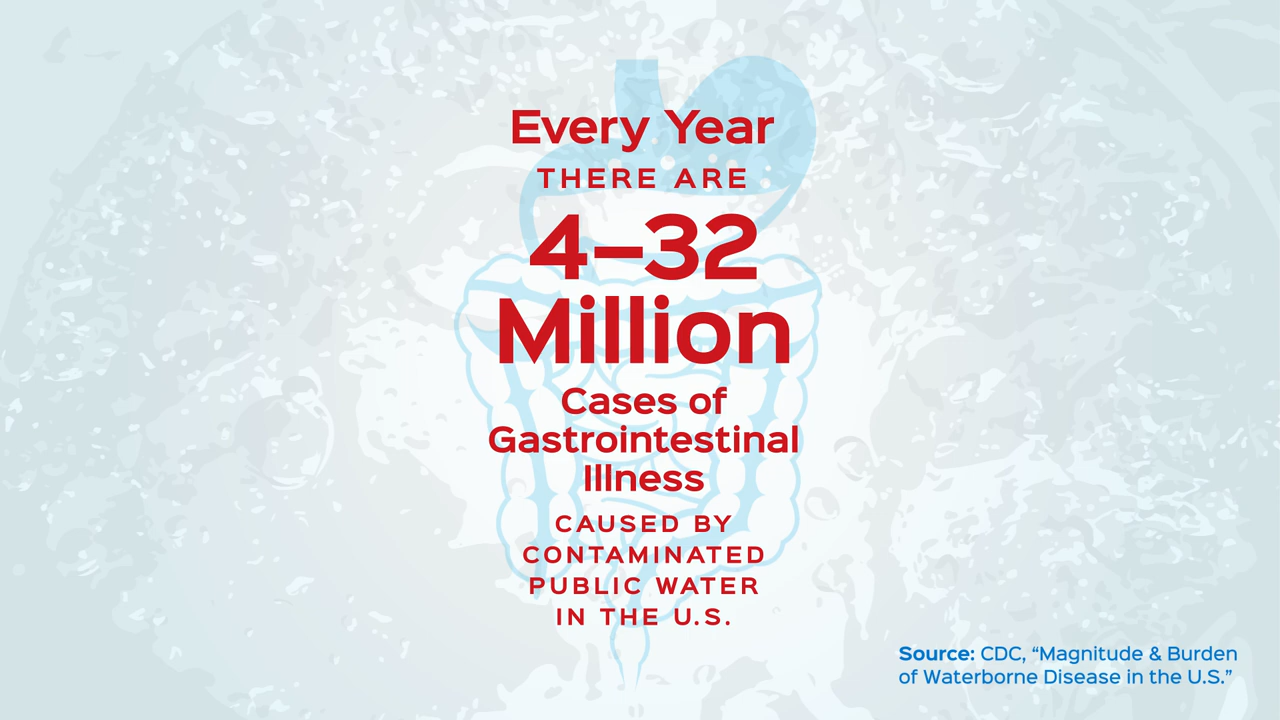 Every Year
THERE ARE
4–32
Million
Cases of
Gastrointestinal
Illness
CAUSED BY
CONTAMINATED
PUBLIC WATER
IN THE U.S.
Source: CDC, “Magnitude & Burden
of Waterborne Disease in the U.S.”